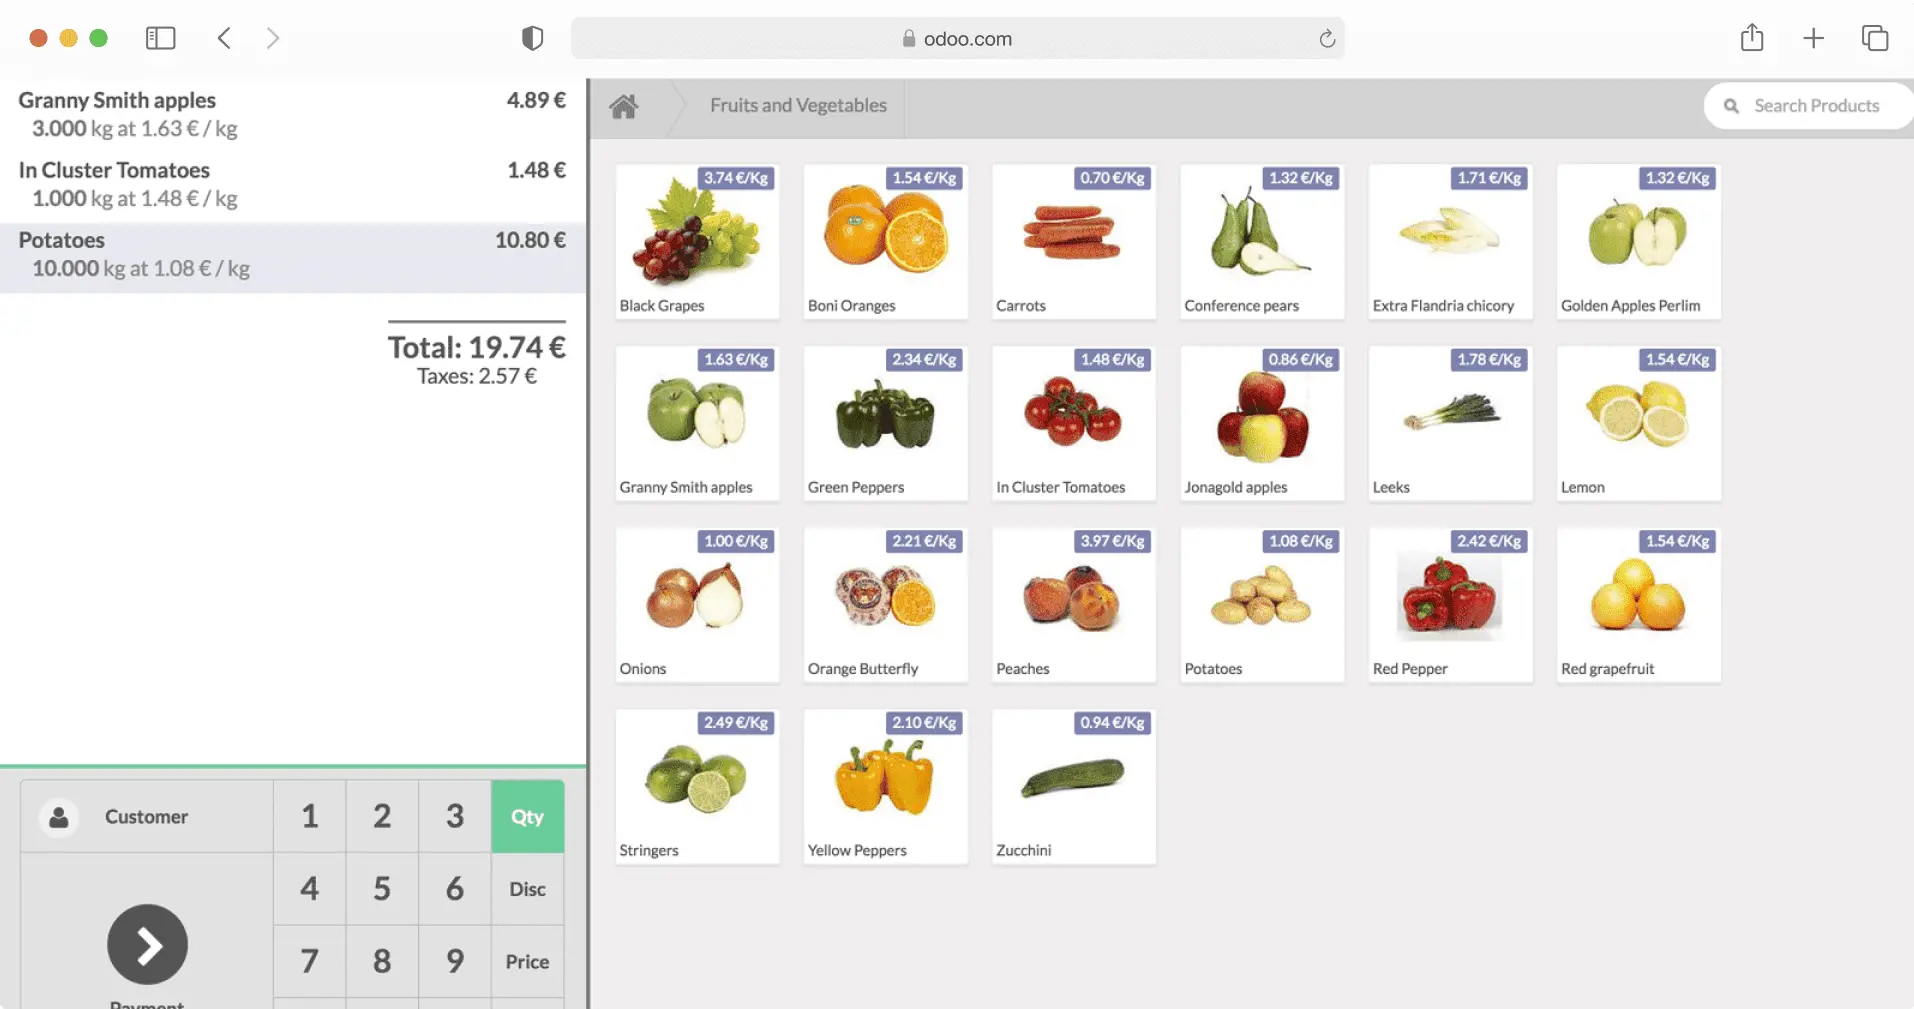 odoo.com
Granny Smith apples 4.89 €
3.000 kg at 1.63 € / kg
In Cluster Tomatoes 1.48 €
1.000 kg at 1.48 € / kg
Potatoes 10.80 €
10.000 kg at 1.08 € / kg
Total: 19.74 €
Taxes: 2.57 €
Customer
1 2 3 Qty
4 5 6 Disc
7 8 9 Price
Payment
Fruits and Vegetables
Search Products
3.74 €/Kg
Black Grapes
1.54 €/Kg
Boni Oranges
0.70 €/Kg
Carrots
1.32 €/Kg
Conference pears
1.71 €/Kg
Extra Flandria chicory
1.32 €/Kg
Golden Apples Perlim
1.63 €/Kg
Granny Smith apples
2.34 €/Kg
Green Peppers
1.48 €/Kg
In Cluster Tomatoes
0.86 €/Kg
Jonagold apples
1.78 €/Kg
Leeks
1.54 €/Kg
Lemon
1.00 €/Kg
Onions
2.21 €/Kg
Orange Butterfly
3.97 €/Kg
Peaches
1.08 €/Kg
Potatoes
2.42 €/Kg
Red Pepper
1.54 €/Kg
Red grapefruit
2.49 €/Kg
Stringers
2.10 €/Kg
Yellow Peppers
0.94 €/Kg
Zucchini